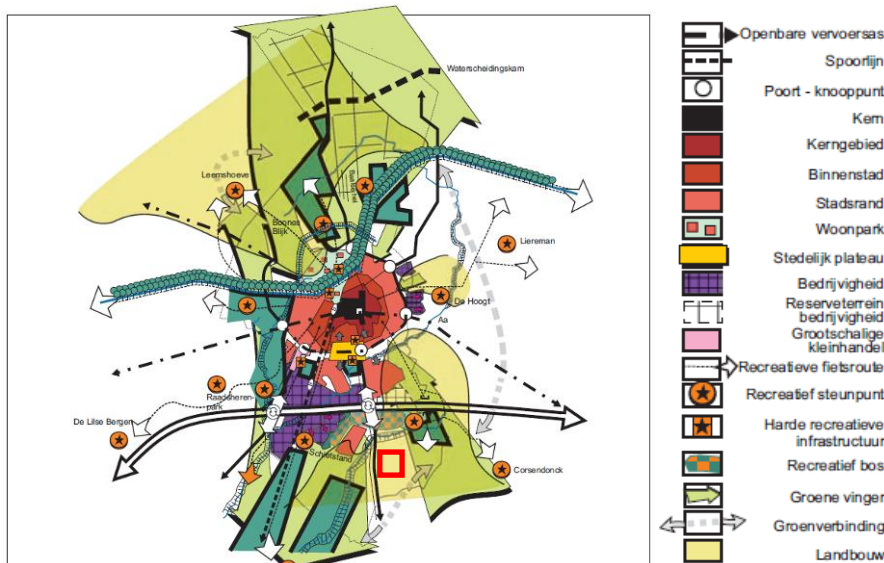 Waterscheidingskam
Leemshoeve
Bonnes
Blijk
Liereman
De Hoogt
Aa
Raadsheren-
park
De Lilse Bergen
Schietstand
Corsendonck
Openbare vervoersas
Spoorlijn
Poort - knooppunt
Kern
Kerngebied
Binnenstad
Stadsrand
Woonpark
Stedelijk plateau
Bedrijvigheid
Reserveterrein
bedrijvigheid
Grootschalige
kleinhandel
Recreatieve fietsroute
Recreatief steunpunt
Harde recreatieve
infrastructuur
Recreatief bos
Groene vinger
Groenverbinding
Landbouw